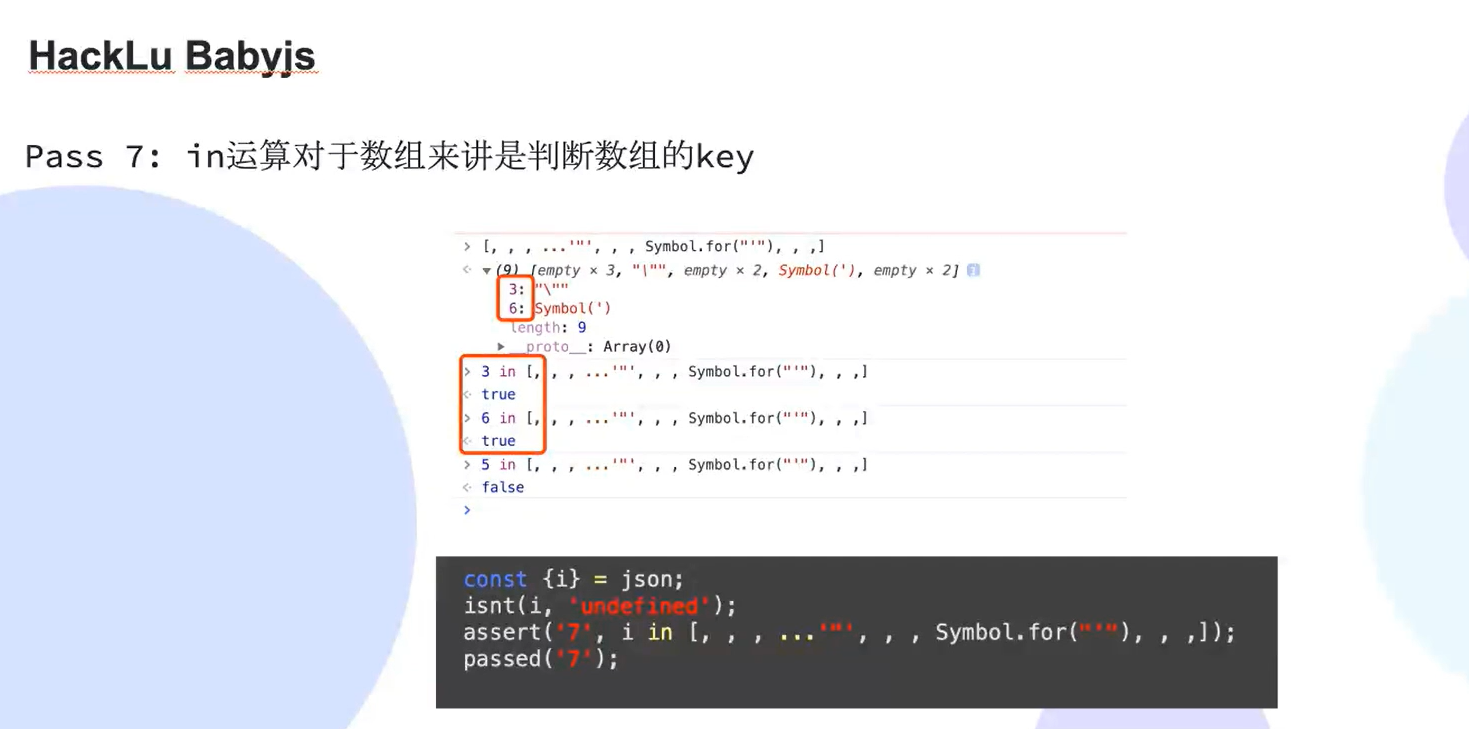 HackLu Babyjs
Pass 7: in运算对于数组来讲是判断数组的key
> [, , , ...'"', , , Symbol.for("'"), , ,]
(9) [empty × 3, "\"", empty × 2, Symbol('), empty × 2]
3: "\""
6: Symbol(')
length: 9
__proto__: Array(0)
> 3 in [, , , ...'"', , , Symbol.for("'"), , ,]
true
> 6 in [, , , ...'"', , , Symbol.for("'"), , ,]
true
> 5 in [, , , ...'"', , , Symbol.for("'"), , ,]
false
>
const {i} = json;
isnt(i, 'undefined');
assert('7', i in [, , , ...'"', , , Symbol.for("'"), , ,]);
passed('7');